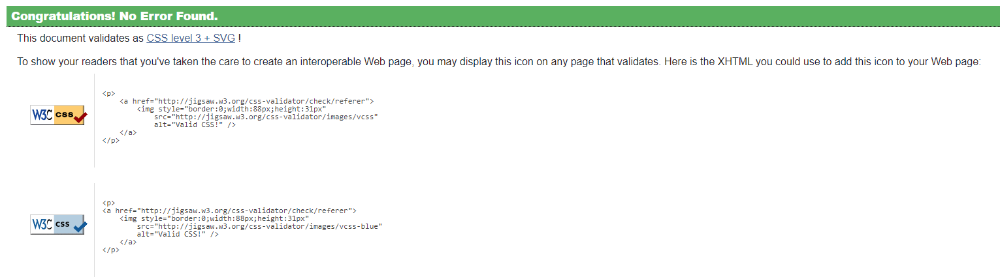 Congratulations! No Error Found.
This document validates as CSS level 3 + SVG !
To show your readers that you've taken the care to create an interoperable Web page, you may display this icon on any page that validates. Here is the XHTML you could use to add this icon to your Web page:
W3C css
<p>
    <a href="http://jigsaw.w3.org/css-validator/check/referer">
        <img style="border:0;width:88px;height:31px"
            src="http://jigsaw.w3.org/css-validator/images/vcss"
            alt="Valid CSS!" />
    </a>
</p>
W3C css
<p>
<a href="http://jigsaw.w3.org/css-validator/check/referer">
    <img style="border:0;width:88px;height:31px"
        src="http://jigsaw.w3.org/css-validator/images/vcss-blue"
        alt="Valid CSS!" />
    </a>
</p>